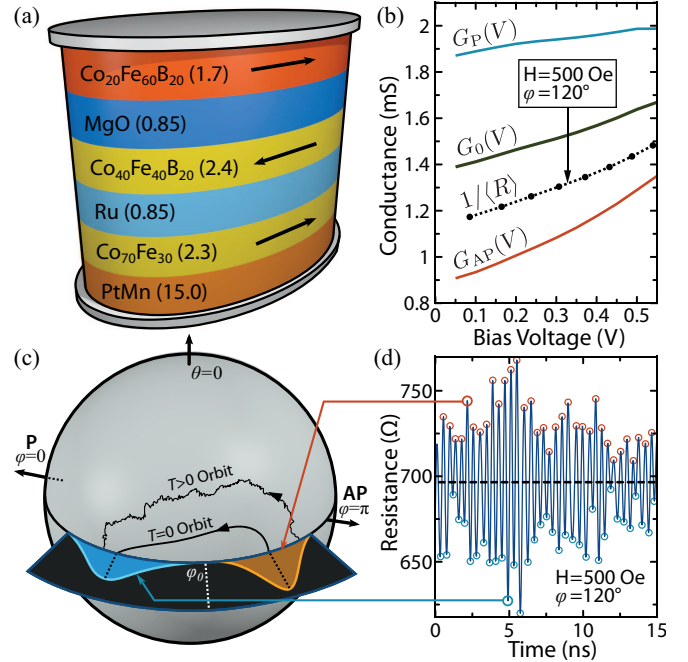 (a)
Co₂₀Fe₆₀B₂₀ (1.7)
MgO (0.85)
Co₄₀Fe₄₀B₂₀ (2.4)
Ru (0.85)
Co₇₀Fe₃₀ (2.3)
PtMn (15.0)
(b)
Conductance (mS)
2
1.8
1.6
1.4
1.2
1
0.8
G_P(V)
H=500 Oe
φ=120°
G_0(V)
1/⟨R⟩
G_AP(V)
0 0.1 0.2 0.3 0.4 0.5
Bias Voltage (V)
(c)
θ=0
P
φ=0
T>0 Orbit
AP
φ=π
T=0 Orbit
φ₀
(d)
Resistance (Ω)
750
700
650
H=500 Oe
φ=120°
0 5 10 15
Time (ns)